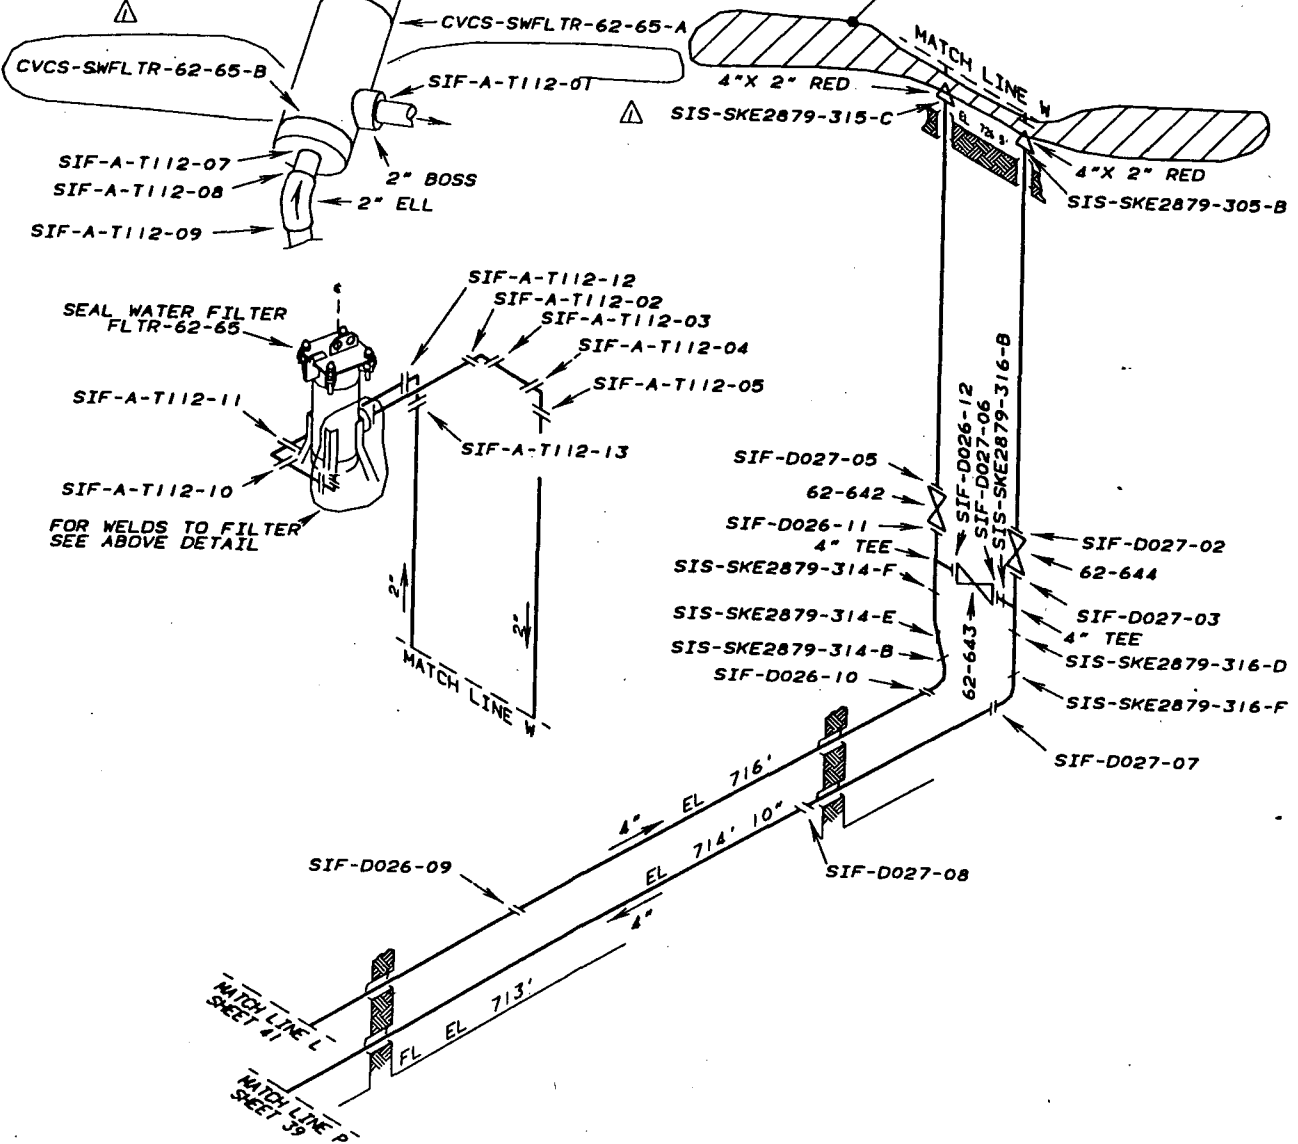 1
CVCS-SWFLTR-62-65-A
CVCS-SWFLTR-62-65-B
SIF-A-T112-01
1
SIF-A-T112-07
SIF-A-T112-08
2" BOSS
2" ELL
SIF-A-T112-09
MATCH LINE W
4"X 2" RED
SIS-SKE2879-315-C
EL
4"X 2" RED
SIS-SKE2879-305-B
SIF-A-T112-12
SIF-A-T112-02
SIF-A-T112-03
SIF-A-T112-04
SIF-A-T112-05
SEAL WATER FILTER
FLTR-62-65
SIF-A-T112-11
SIF-A-T112-13
SIF-A-T112-10
FOR WELDS TO FILTER
SEE ABOVE DETAIL
2"
2"
MATCH LINE W
SIF-D026-12
SIF-D027-06
SIS-SKE2879-316-B
SIF-D027-05
62-642
SIF-D026-11
4" TEE
SIS-SKE2879-314-F
SIS-SKE2879-314-E
SIS-SKE2879-314-B
SIF-D026-10
62-643
SIF-D027-02
62-644
SIF-D027-03
4" TEE
SIS-SKE2879-316-D
SIS-SKE2879-316-F
SIF-D027-07
EL 716'
4"
EL 714' 10"
4"
SIF-D027-08
SIF-D026-09
FL EL 713'
MATCH LINE L
SHEET 41
MATCH LINE P
SHEET 39